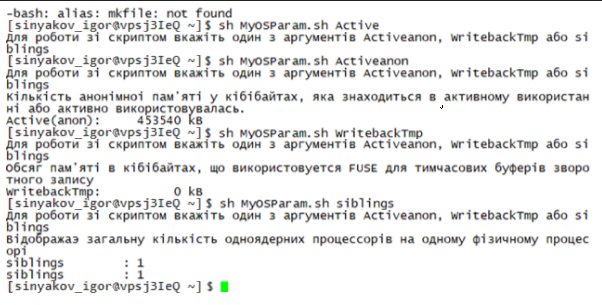 -bash: alias: mkfile: not found
[sinyakov_igor@vpsj3IeQ ~]$ sh MyOSParam.sh Active
Для роботи зі скриптом вкажіть один з аргументів Activeanon, WritebackTmp або si
blings
[sinyakov_igor@vpsj3IeQ ~]$ sh MyOSParam.sh Activeanon
Для роботи зі скриптом вкажіть один з аргументів Activeanon, WritebackTmp або si
blings
Кількість анонімної пам'яті у кібібайтах, яка знаходиться в активному використан
ні або активно використовувалась.
Active(anon):     453540 kB
[sinyakov_igor@vpsj3IeQ ~]$ sh MyOSParam.sh WritebackTmp
Для роботи зі скриптом вкажіть один з аргументів Activeanon, WritebackTmp або si
blings
Обсяг пам'яті в кібібайтах, що використовуется FUSE для тимчасових буферів зворо
тного запису
WritebackTmp:          0 kB
[sinyakov_igor@vpsj3IeQ ~]$ sh MyOSParam.sh siblings
Для роботи зі скриптом вкажіть один з аргументів Activeanon, WritebackTmp або si
blings
Відображаэ загальну кількість одноядерних процессорів на одному фізичному процес
орі
siblings        : 1
siblings        : 1
[sinyakov_igor@vpsj3IeQ ~]$